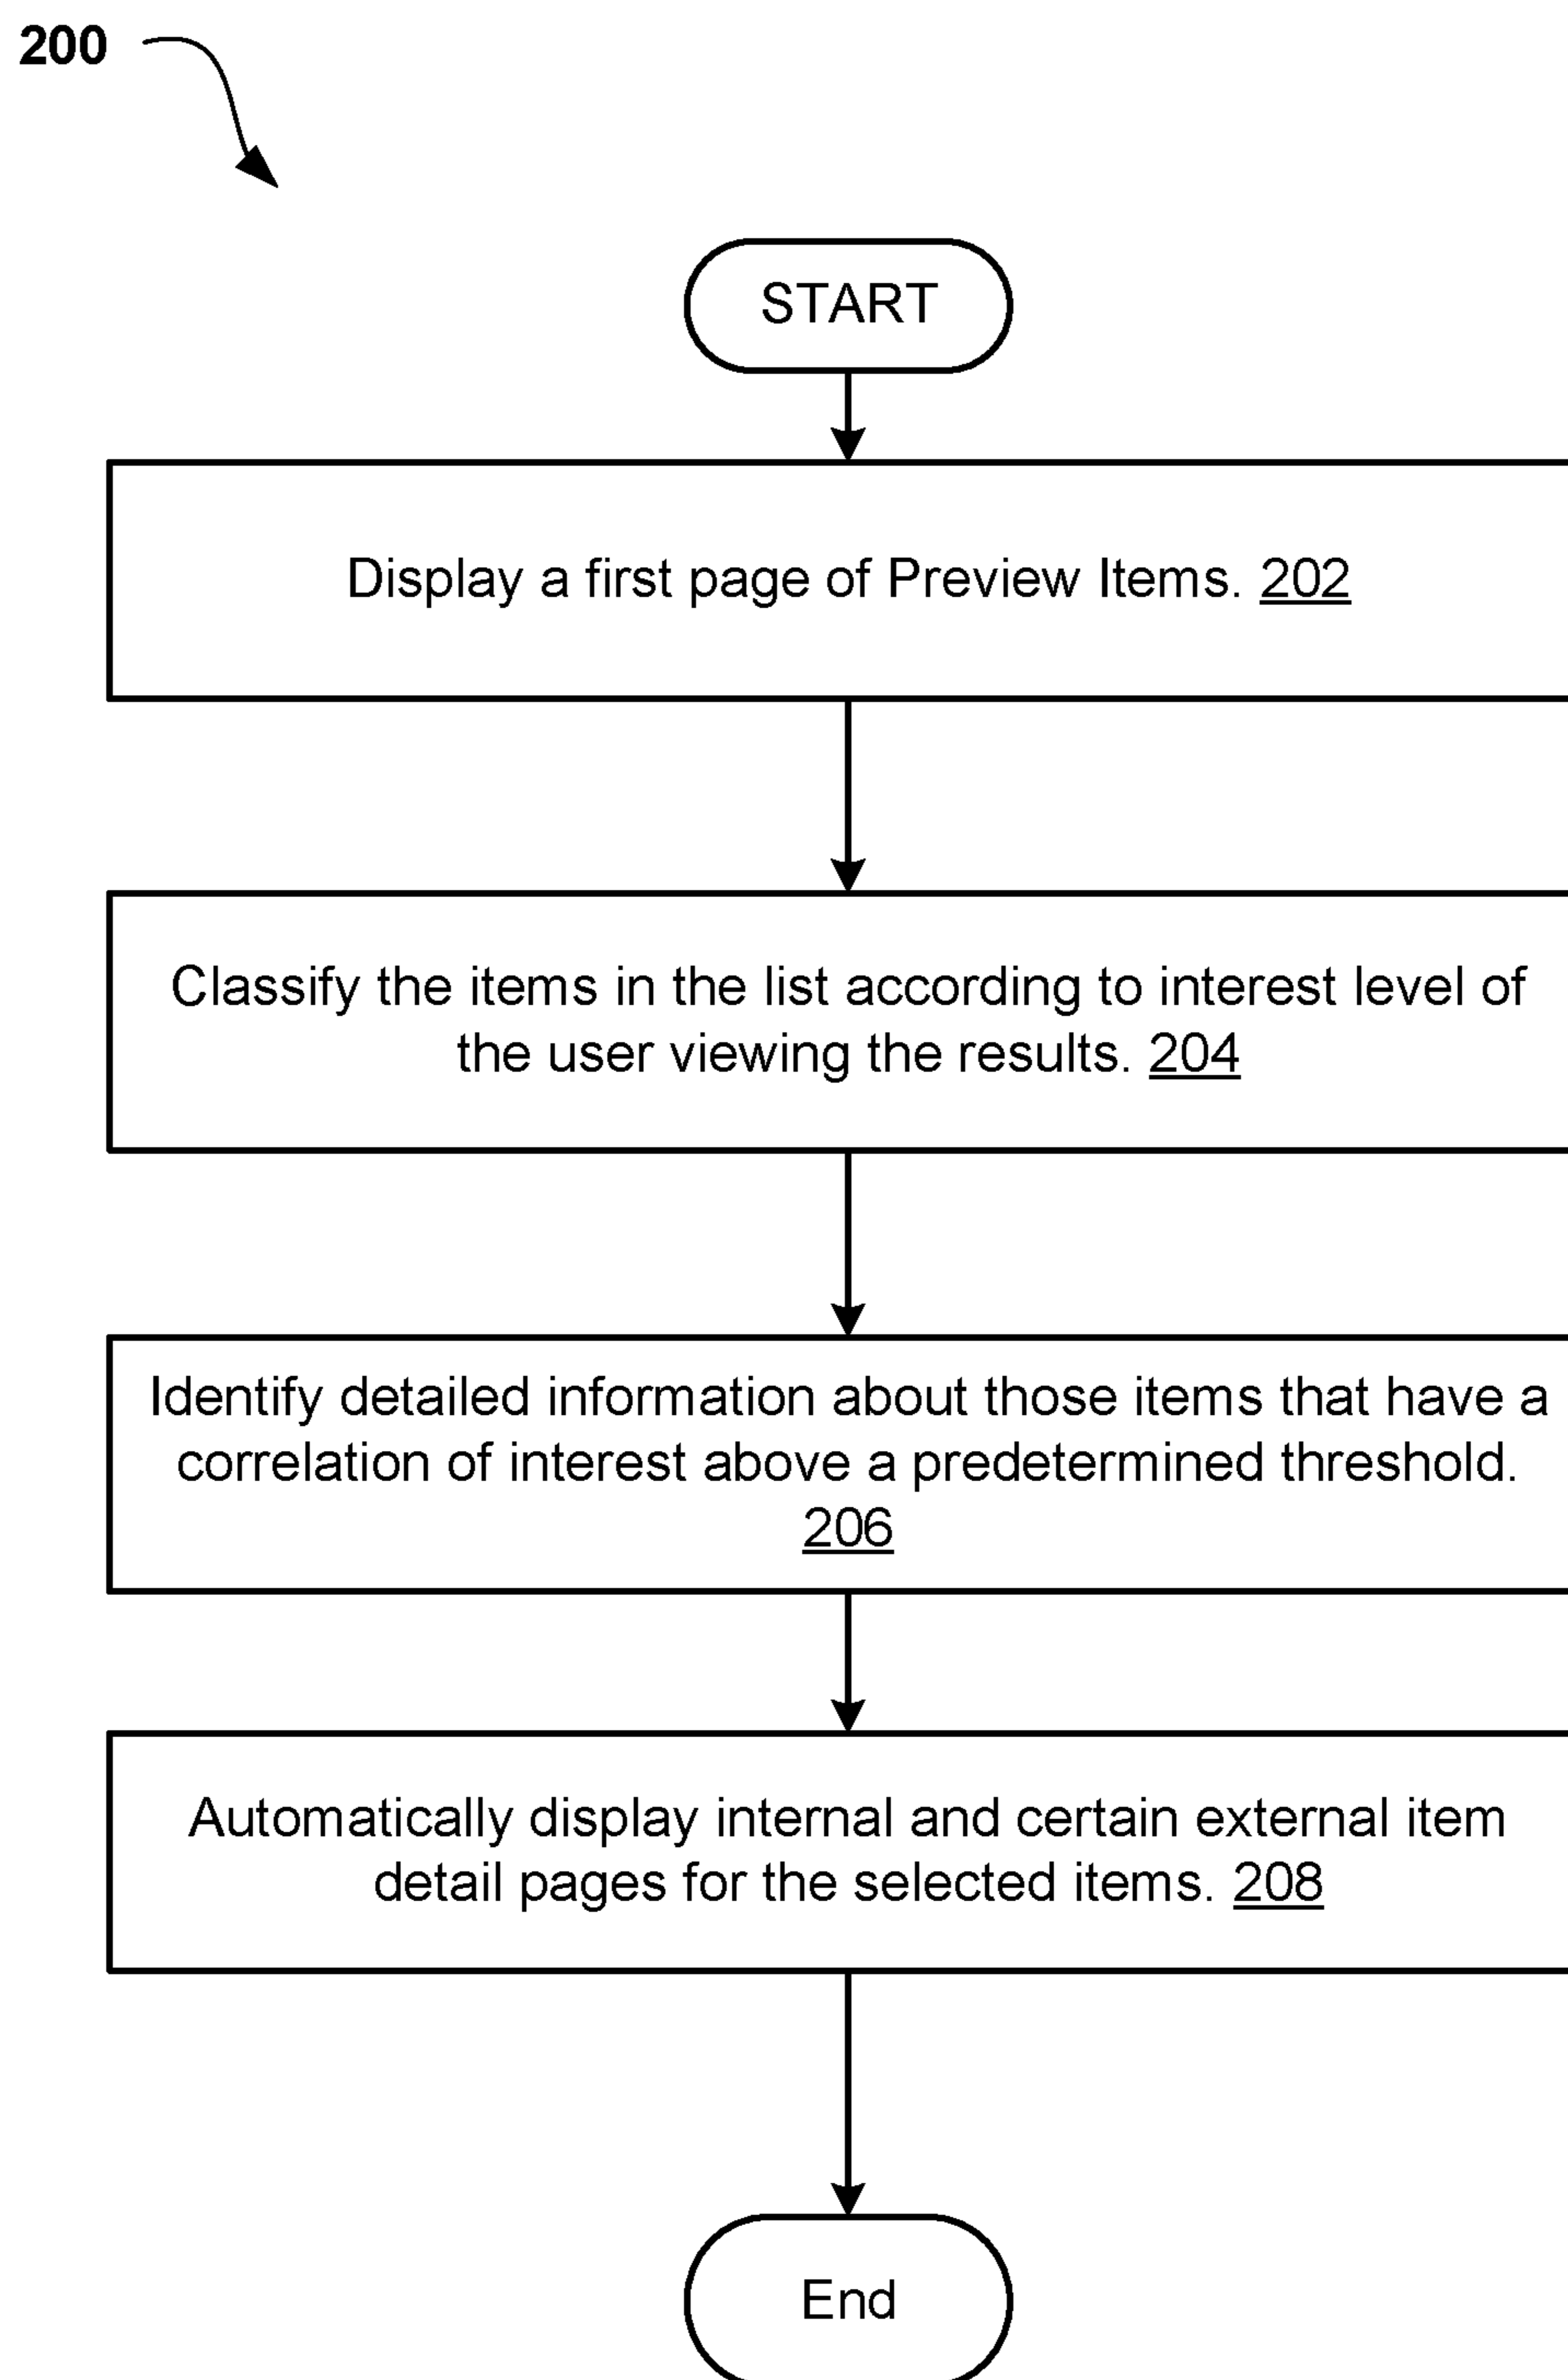 200
START
Display a first page of Preview Items. 202
Classify the items in the list according to interest level of
the user viewing the results. 204
Identify detailed information about those items that have a
correlation of interest above a predetermined threshold.
206
Automatically display internal and certain external item
detail pages for the selected items. 208
End